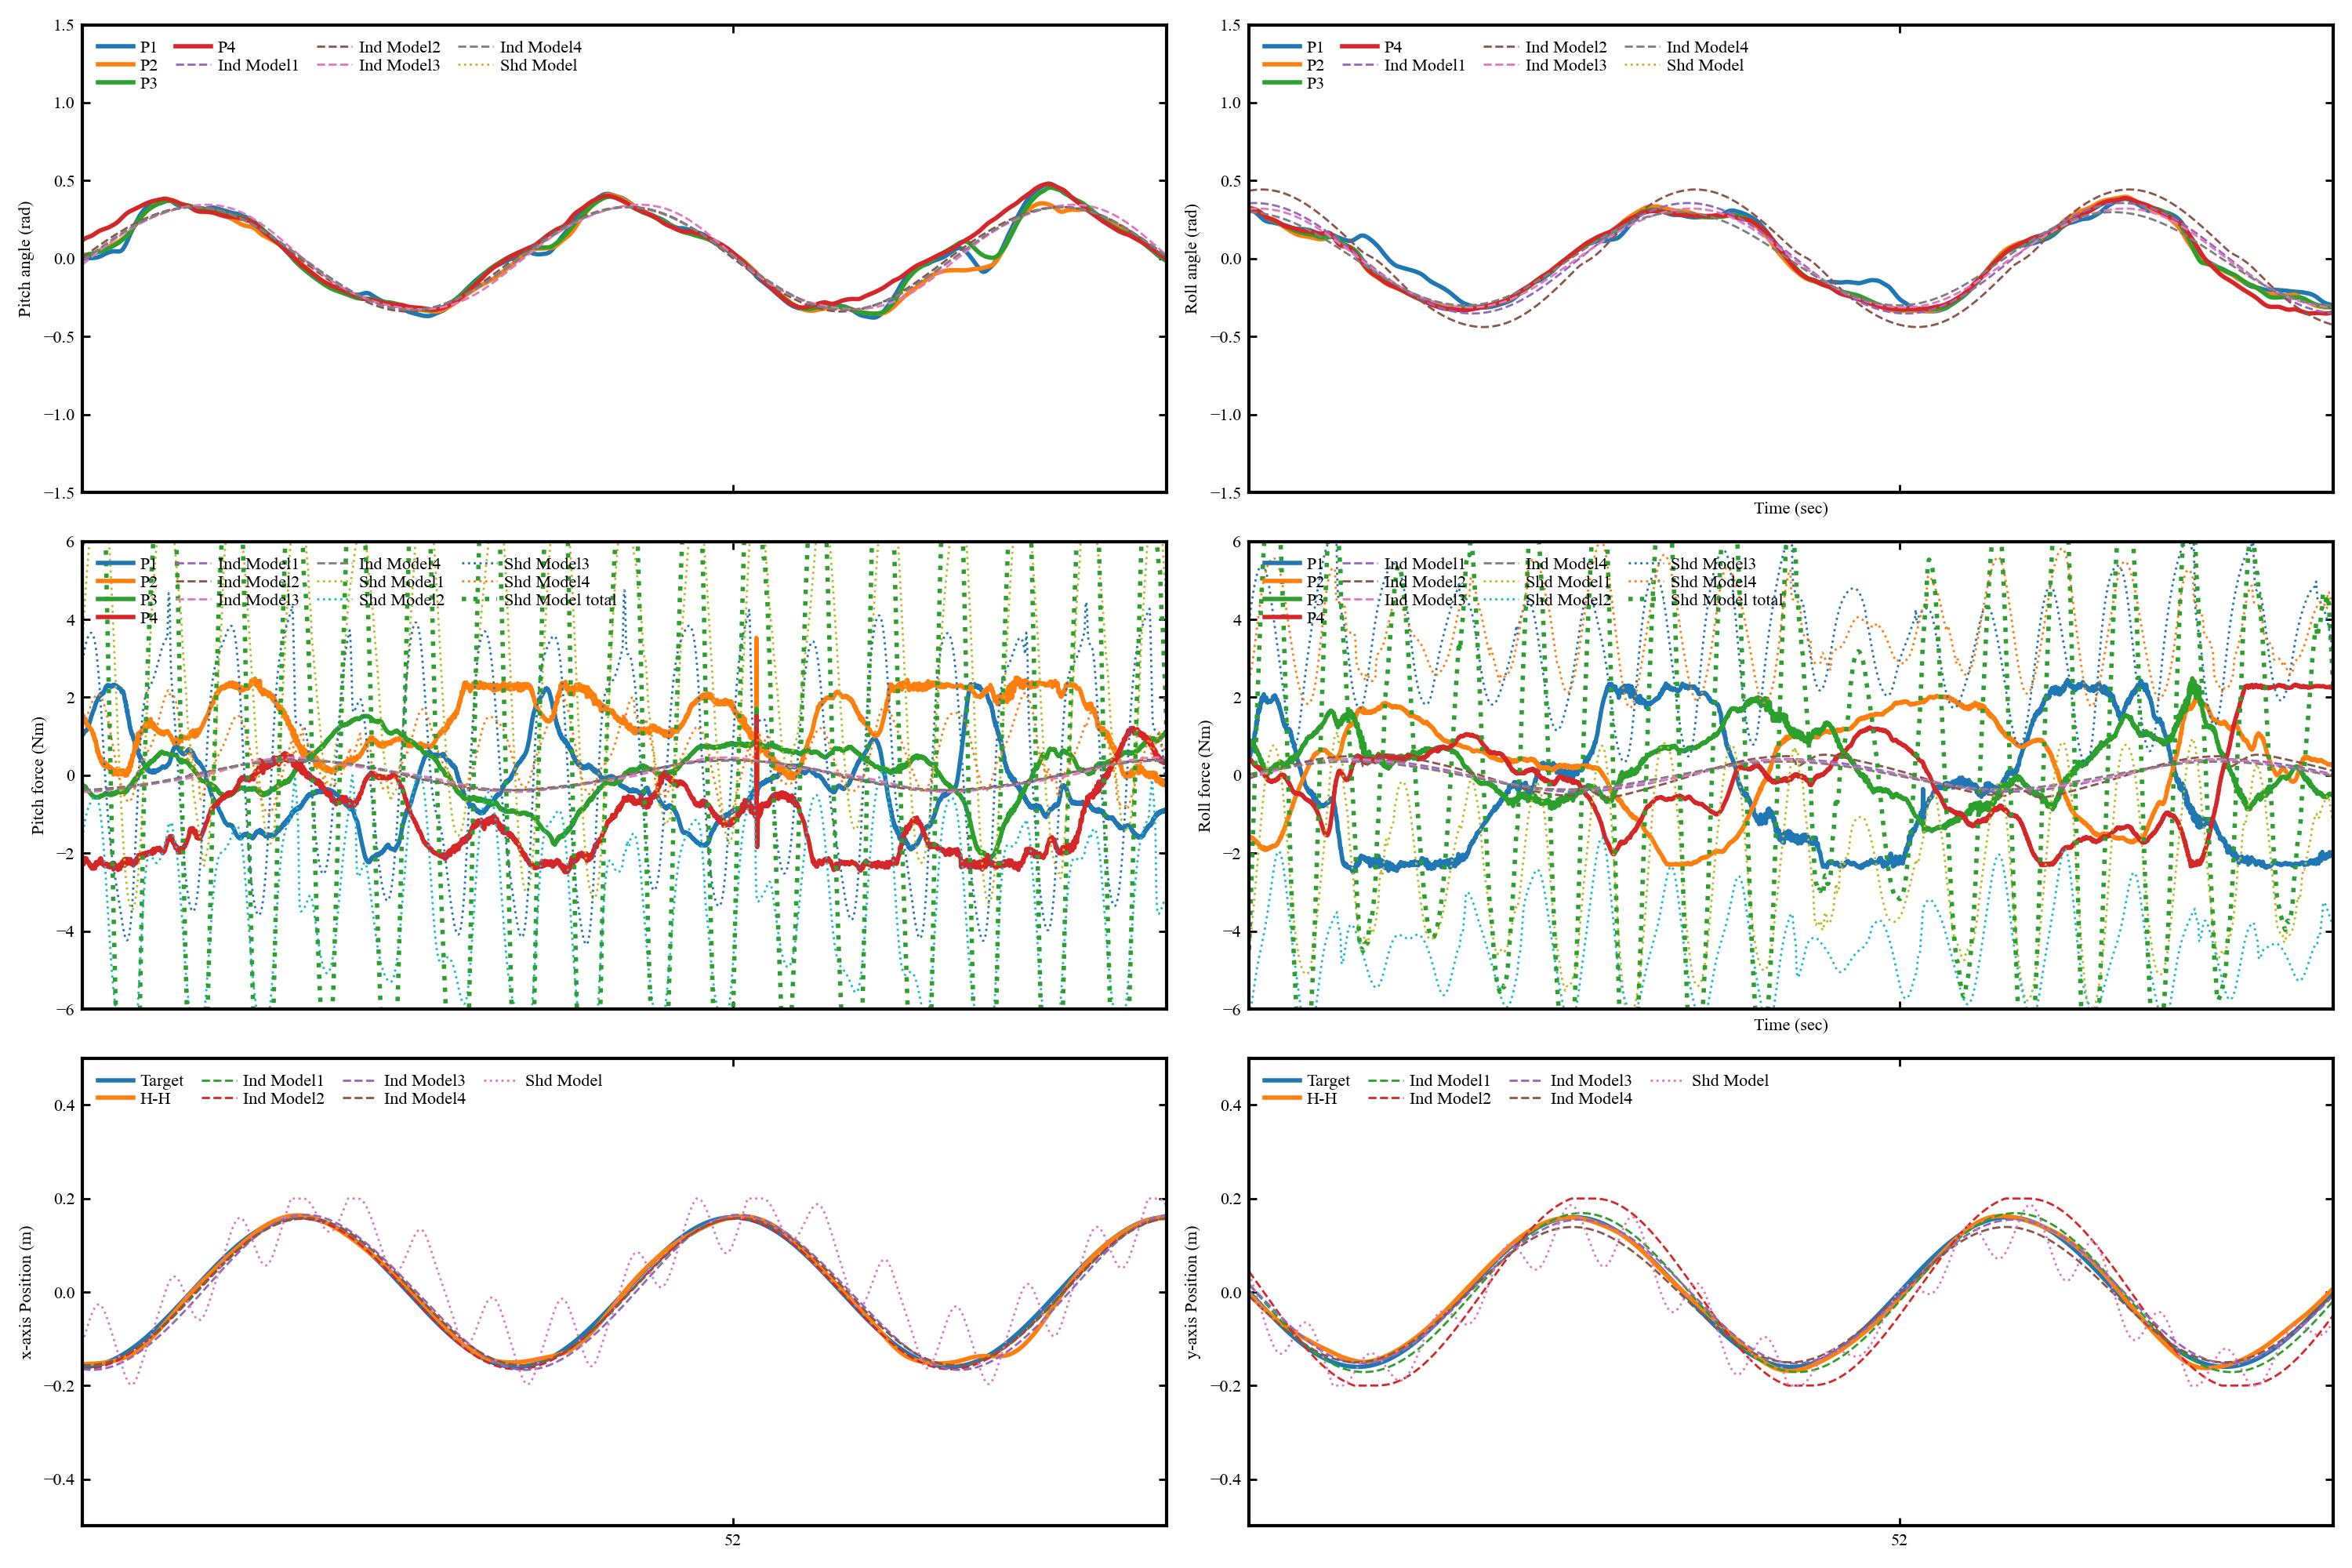 1.5
1.0
0.5
0.0
−0.5
−1.0
−1.5
Pitch angle (rad)
P1 P4 Ind Model2 Ind Model4
P2 Ind Model1 Ind Model3 Shd Model
P3
1.5
1.0
0.5
0.0
−0.5
−1.0
−1.5
Roll angle (rad)
P1 P4 Ind Model2 Ind Model4
P2 Ind Model1 Ind Model3 Shd Model
P3
Time (sec)
6
4
2
0
−2
−4
−6
Pitch force (Nm)
P1 Ind Model1 Ind Model4 Shd Model3
P2 Ind Model2 Shd Model1 Shd Model4
P3 Ind Model3 Shd Model2 Shd Model total
P4
6
4
2
0
−2
−4
−6
Roll force (Nm)
P1 Ind Model1 Ind Model4 Shd Model3
P2 Ind Model2 Shd Model1 Shd Model4
P3 Ind Model3 Shd Model2 Shd Model total
P4
Time (sec)
0.4
0.2
0.0
−0.2
−0.4
x-axis Position (m)
Target Ind Model1 Ind Model3 Shd Model
H-H Ind Model2 Ind Model4
52
0.4
0.2
0.0
−0.2
−0.4
y-axis Position (m)
Target Ind Model1 Ind Model3 Shd Model
H-H Ind Model2 Ind Model4
52